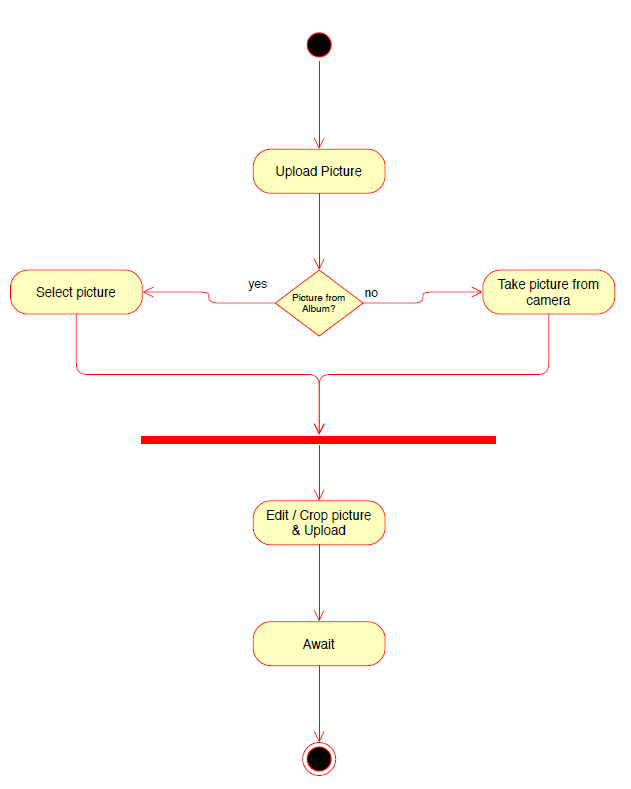 Upload Picture
yes
Select picture
Picture from
Album?
no
Take picture from
camera
Edit / Crop picture
& Upload
Await